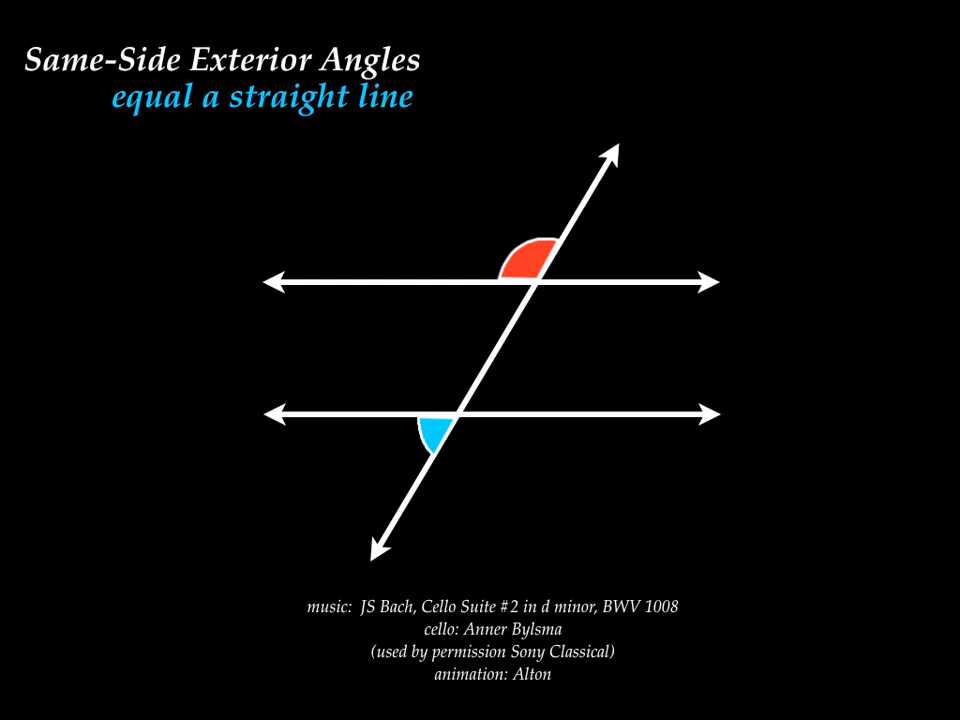 Same-Side Exterior Angles
equal a straight line
music: JS Bach, Cello Suite #2 in d minor, BWV 1008
cello: Anner Bylsma
(used by permission Sony Classical)
animation: Alton